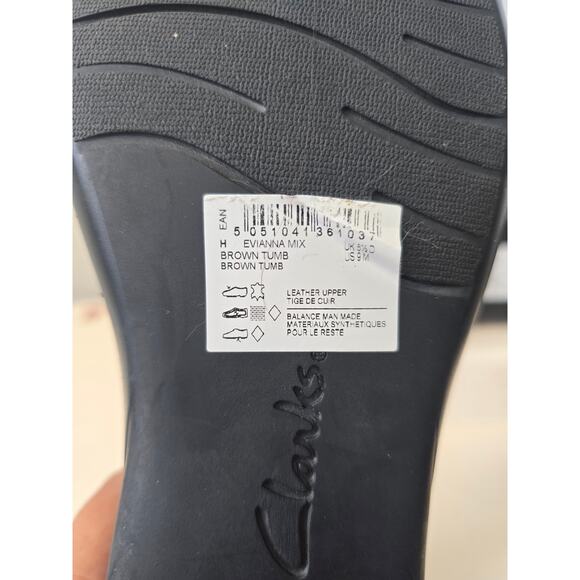 EAN
5 051041 361037
H EVIANNA MIX UK 6½ D
BROWN TUMB US 9 M
BROWN TUMB
LEATHER UPPER
TIGE DE CUIR
BALANCE MAN MADE
MATERIAUX SYNTHETIQUES
POUR LE RESTE
Clarks®